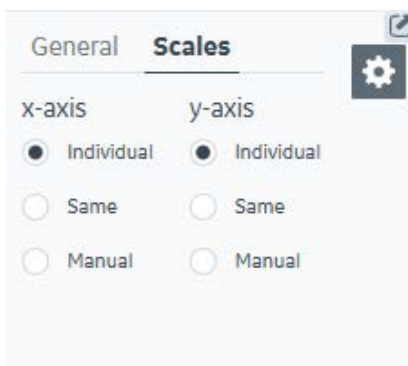 General Scales
x-axis y-axis
Individual Individual
Same Same
Manual Manual